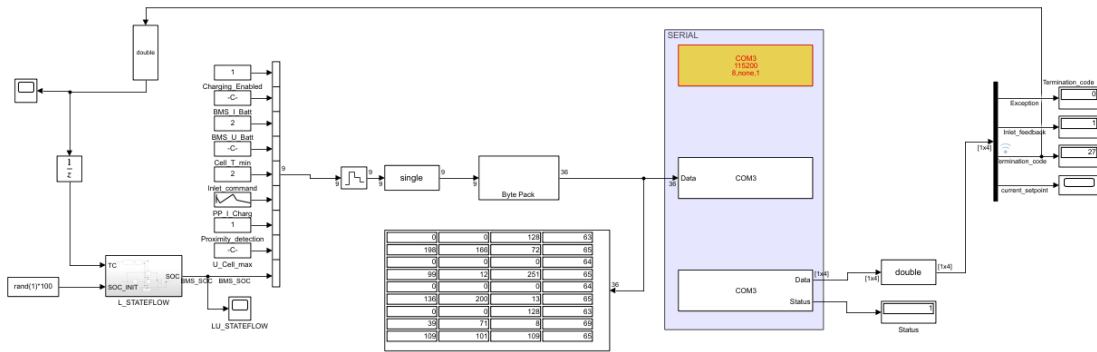 double
SERIAL
COM3
115200
8,none,1
Termination_code
0
Exception
1
Charging_Enabled
-C-
BMS_I_Batt
2
BMS_U_Batt
-C-
Cell_T_min
2
Inlet_command
PP_I_Charg
1
Proximity_detection
-C-
U_Cell_max
9
9
9
single
9
9
Byte Pack
36
36
Data
COM3
Inlet_feedback
1
[1x4]
Termination_code
27
current_setpoint
1
z
TC
SOC_INIT
SOC
BMS_SOC
BMS_SOC
L_STATEFLOW
rand(1)*100
LU_STATEFLOW
0 0 128 63
198 166 72 65
0 0 0 64
99 12 251 65
0 0 0 64
136 200 13 65
0 0 128 63
39 71 8 69
109 101 109 65
36
COM3
Data
Status
[1x4]
double
[1x4]
1
Status